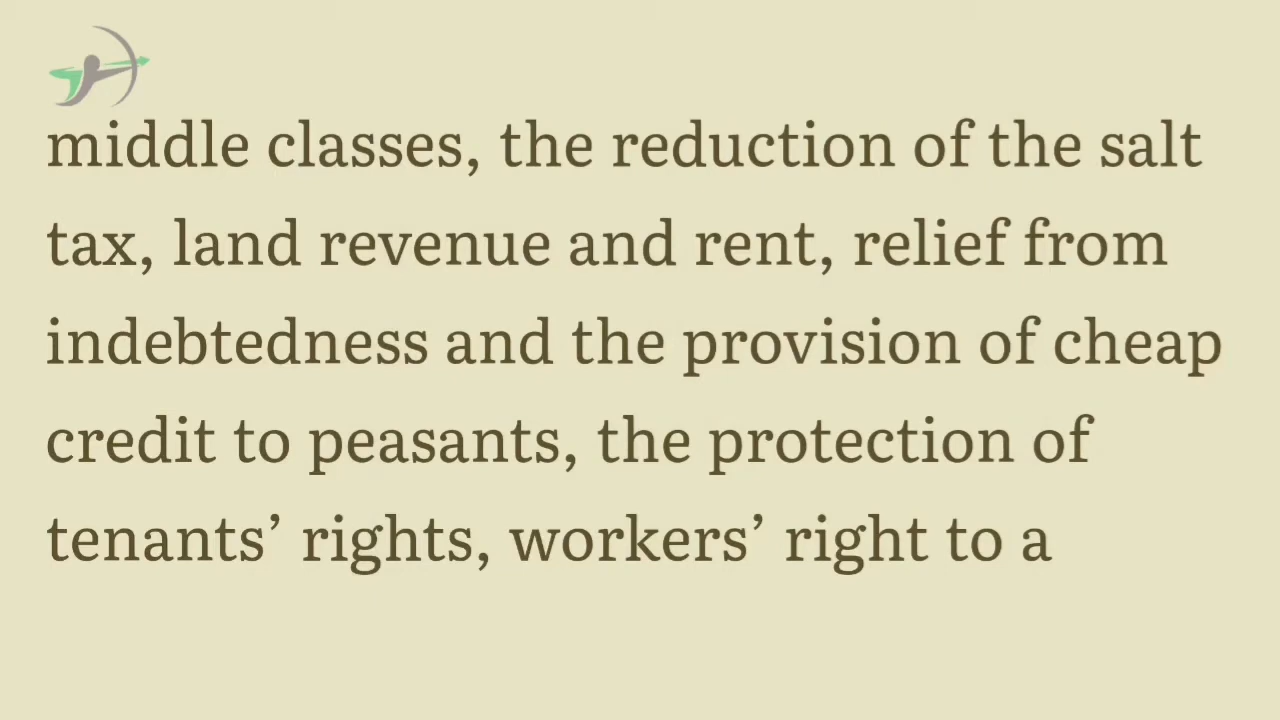 middle classes, the reduction of the salt
tax, land revenue and rent, relief from
indebtedness and the provision of cheap
credit to peasants, the protection of
tenants’ rights, workers’ right to a